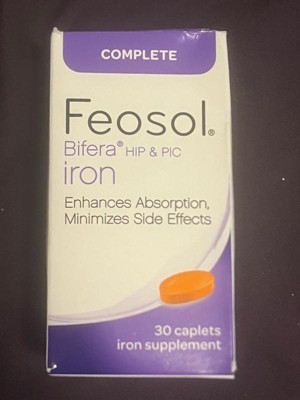 COMPLETE
Feosol®
Bifera® HIP & PIC
iron
Enhances Absorption,
Minimizes Side Effects
30 caplets
iron supplement